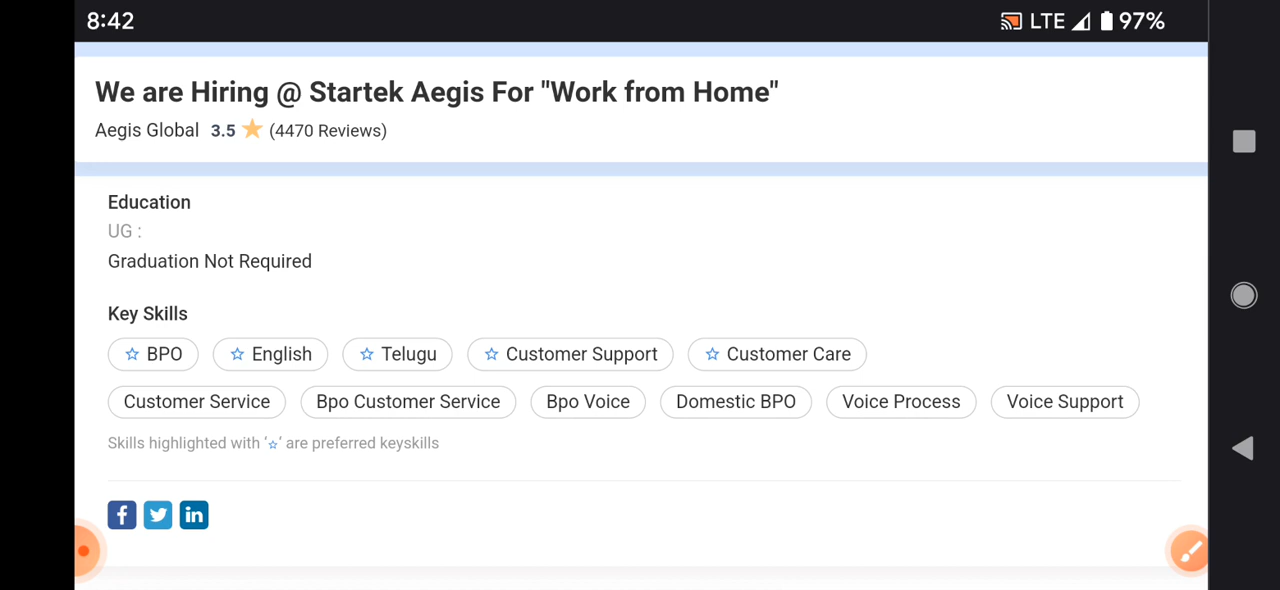 8:42
LTE 97%
We are Hiring @ Startek Aegis For "Work from Home"
Aegis Global 3.5 (4470 Reviews)
Education
UG :
Graduation Not Required
Key Skills
BPO English Telugu Customer Support Customer Care
Customer Service Bpo Customer Service Bpo Voice Domestic BPO Voice Process Voice Support
Skills highlighted with ‘☆’ are preferred keyskills